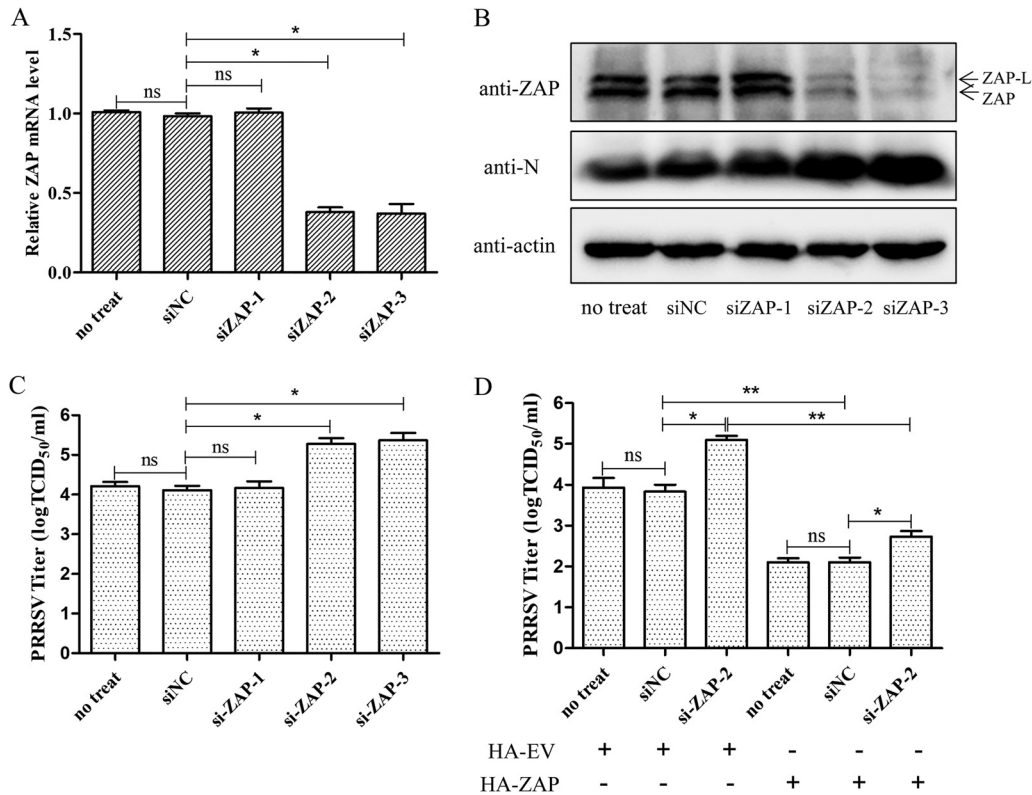 A
Relative ZAP mRNA level
1.5
1.0
0.5
0.0
ns
ns
*
*
no treat
siNC
siZAP-1
siZAP-2
siZAP-3
B
anti-ZAP
ZAP-L
ZAP
anti-N
anti-actin
no treat siNC siZAP-1 siZAP-2 siZAP-3
C
PRRSV Titer (logTCID50/ml)
6
5
4
3
2
1
0
ns
ns
*
*
no treat
siNC
si-ZAP-1
si-ZAP-2
si-ZAP-3
D
PRRSV Titer (logTCID50/ml)
6
5
4
3
2
1
0
ns
*
**
**
ns
*
no treat
siNC
si-ZAP-2
no treat
siNC
si-ZAP-2
HA-EV + + + - - -
HA-ZAP - - - + + +